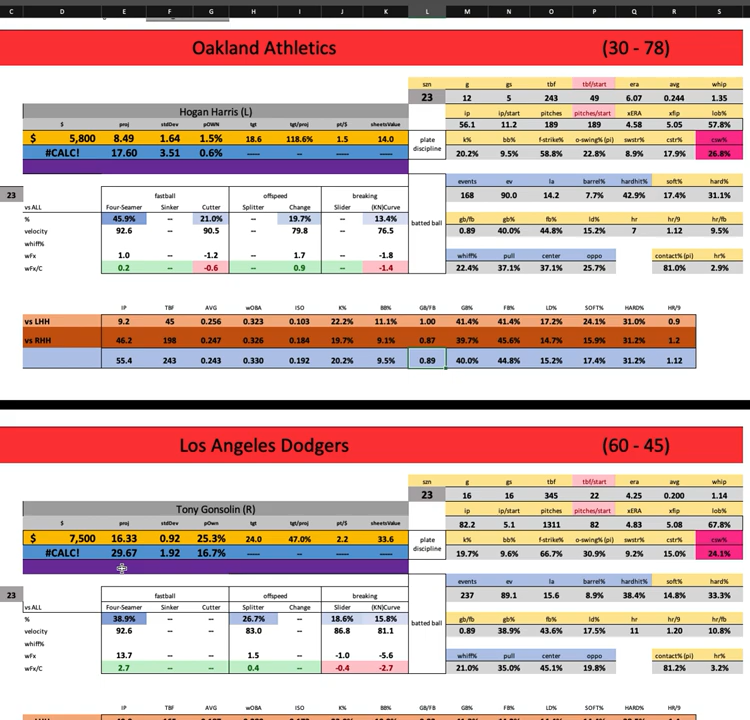 C D E F G H I J K L M N O P Q R S
Oakland Athletics (30 - 78)
szn g gs tbf tbf/start era avg whip
23 12 5 243 49 6.07 0.244 1.35
Hogan Harris (L) ip ip/start pitches pitches/start xERA xfip lob%
$ proj stdDev pOWN tgt tgt/proj pt/$ sheetsValue 56.1 11.2 189 189 4.58 5.05 57.8%
$ 5,800 8.49 1.64 1.5% 18.6 118.6% 1.5 14.0 plate discipline k% bb% f-strike% o-swing% (pi) swstr% cstr% csw%
#CALC! 17.60 3.51 0.6% ---- ---- -- ---- 20.2% 9.5% 58.8% 22.8% 8.9% 17.9% 26.8%
events ev la barrel% hardhit% soft% hard%
23 fastball offspeed breaking 168 90.0 14.2 7.7% 42.9% 17.4% 31.1%
vs ALL Four-Seamer Sinker Cutter Splitter Change Slider (KN)Curve batted ball
% 45.9% -- 21.0% -- 19.7% -- 13.4% gb/fb gb% fb% ld% hr hr/9 hr/fb
velocity 92.6 -- 90.5 -- 79.8 -- 76.5 0.89 40.0% 44.8% 15.2% 7 1.12 9.5%
whiff%
wFx 1.0 -- -1.2 -- 1.7 -- -1.8 whiff% pull center oppo contact% (pi) hr%
wFx/C 0.2 -- -0.6 -- 0.9 -- -1.4 22.4% 37.1% 37.1% 25.7% 81.0% 2.9%
IP TBF AVG wOBA ISO K% BB% GB/FB GB% FB% LD% SOFT% HARD% HR/9
vs LHH 9.2 45 0.256 0.323 0.103 22.2% 11.1% 1.00 41.4% 41.4% 17.2% 24.1% 31.0% 0.9
vs RHH 46.2 198 0.247 0.326 0.184 19.7% 9.1% 0.87 39.7% 45.6% 14.7% 15.9% 31.2% 1.2
55.4 243 0.243 0.330 0.192 20.2% 9.5% 0.89 40.0% 44.8% 15.2% 17.4% 31.2% 1.12
Los Angeles Dodgers (60 - 45)
szn g gs tbf tbf/start era avg whip
23 16 16 345 22 4.25 0.200 1.14
Tony Gonsolin (R) ip ip/start pitches pitches/start xERA xfip lob%
$ proj stdDev pOwn tgt tgt/proj pt/$ sheetsValue 82.2 5.1 1311 82 4.83 5.08 67.8%
$ 7,500 16.33 0.92 25.3% 24.0 47.0% 2.2 33.6 plate discipline k% bb% f-strike% o-swing% (pi) swstr% cstr% csw%
#CALC! 29.67 1.92 16.7% ---- ---- -- ---- 19.7% 9.6% 66.7% 30.9% 9.2% 15.0% 24.1%
events ev la barrel% hardhit% soft% hard%
23 fastball offspeed breaking 237 89.1 15.6 8.9% 38.4% 14.8% 33.3%
vs ALL Four-Seamer Sinker Cutter Splitter Change Slider (KN)Curve batted ball
% 38.9% -- -- 26.7% -- 18.6% 15.8% gb/fb gb% fb% ld% hr hr/9 hr/fb
velocity 92.6 -- -- 83.0 -- 86.8 81.1 0.89 38.9% 43.6% 17.5% 11 1.20 10.8%
whiff%
wFx 13.7 -- -- 1.5 -- -1.0 -5.6 whiff% pull center oppo contact% (pi) hr%
wFx/C 2.7 -- -- 0.4 -- -0.4 -2.7 21.0% 35.0% 45.1% 19.8% 81.2% 3.2%
IP TBF AVG wOBA ISO K% BB% GB/FB GB% FB% LD% SOFT% HARD% HR/9